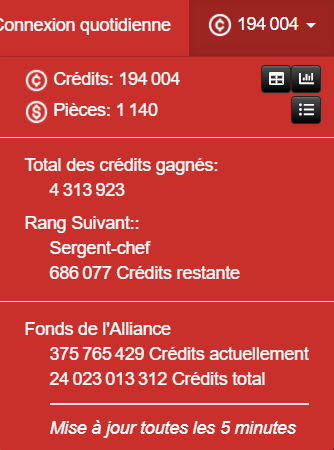 Connexion quotidienne
194 004
Crédits: 194 004
Pièces: 1 140
Total des crédits gagnés:
4 313 923
Rang Suivant::
Sergent-chef
686 077 Crédits restante
Fonds de l'Alliance
375 765 429 Crédits actuellement
24 023 013 312 Crédits total
Mise à jour toutes les 5 minutes